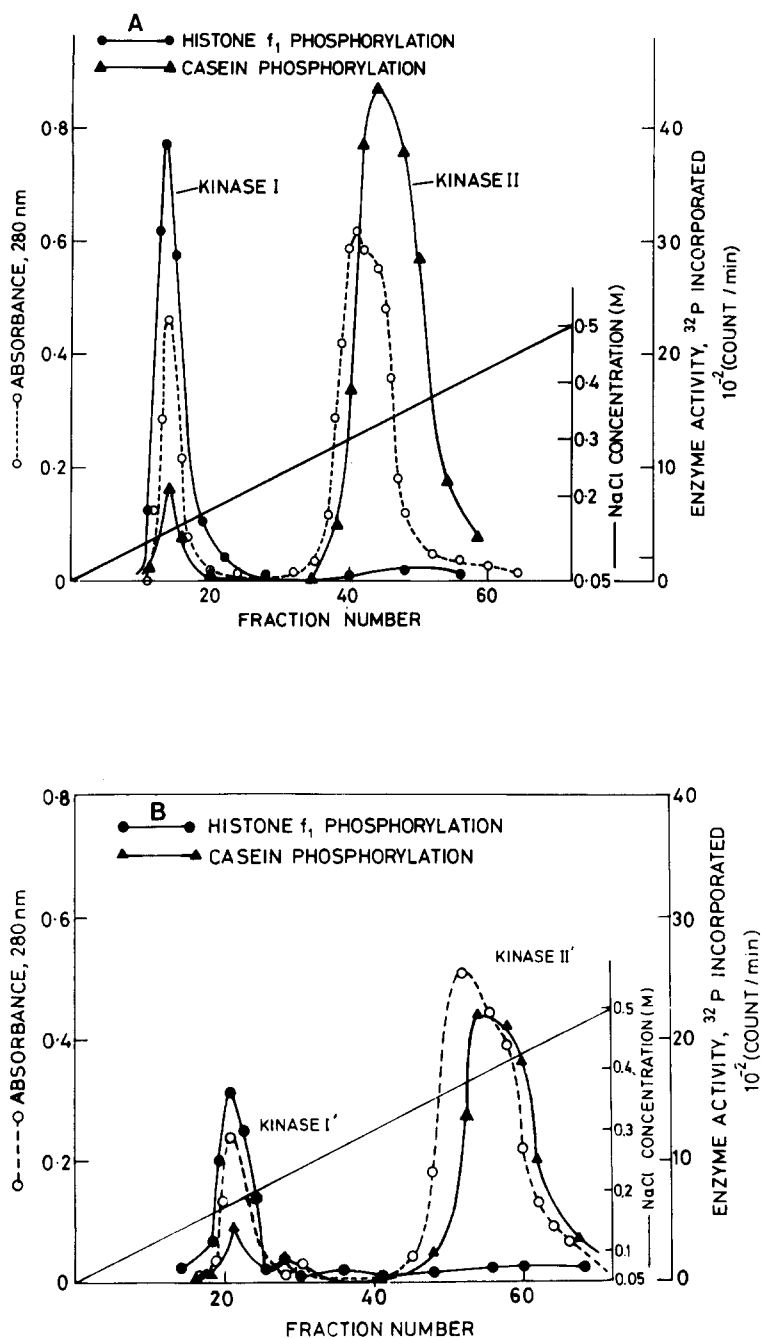 A
HISTONE f₁ PHOSPHORYLATION
CASEIN PHOSPHORYLATION
KINASE I
KINASE II
ABSORBANCE, 280 nm
0·8
0·6
0·4
0·2
0
20
40
60
FRACTION NUMBER
0·5
0·4
0·3
0·2
0·05
NaCl CONCENTRATION (M)
40
30
20
10
0
ENZYME ACTIVITY, ³²P INCORPORATED
10⁻² (COUNT / min)
B
HISTONE f₁ PHOSPHORYLATION
CASEIN PHOSPHORYLATION
KINASE I'
KINASE II'
ABSORBANCE, 280 nm
0·8
0·6
0·4
0·2
0
20
40
60
FRACTION NUMBER
0·5
0·4
0·3
0·2
0·1
0·05
NaCl CONCENTRATION (M)
40
30
20
10
0
ENZYME ACTIVITY, ³²P INCORPORATED
10⁻² (COUNT / min)